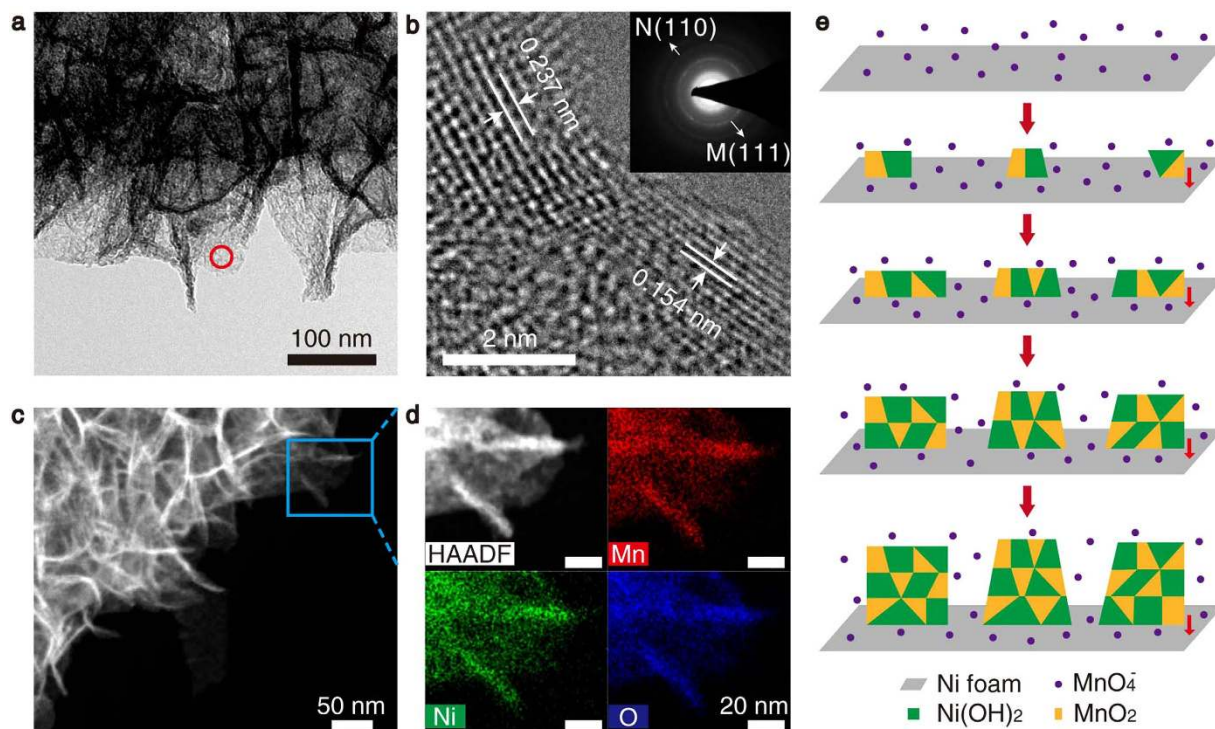 a
100 nm
b
N(110)
M(111)
0.237 nm
0.154 nm
2 nm
c
50 nm
d
HAADF
Mn
Ni
O
20 nm
e
Ni foam
MnO₄⁻
Ni(OH)₂
MnO₂